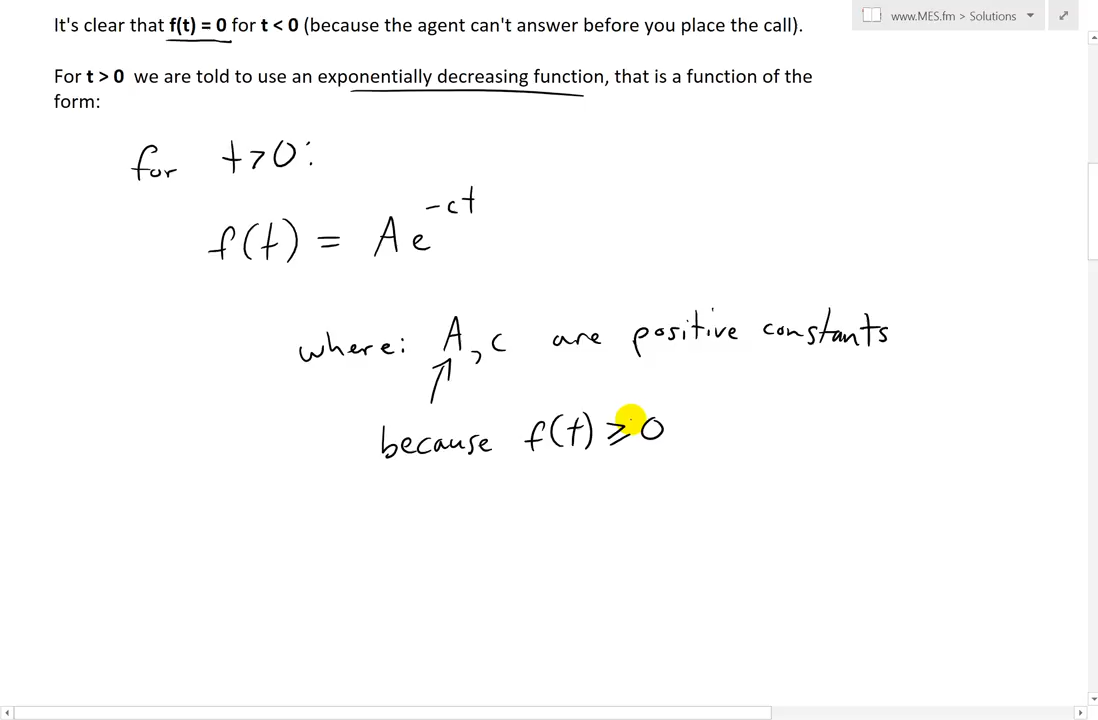 www.MES.fm > Solutions
It's clear that f(t) = 0 for t < 0 (because the agent can't answer before you place the call).
For t > 0 we are told to use an exponentially decreasing function, that is a function of the
form:
for t>0:
f(t) = Ae^{-ct}
where: A, c are positive constants
because f(t) ≥ 0